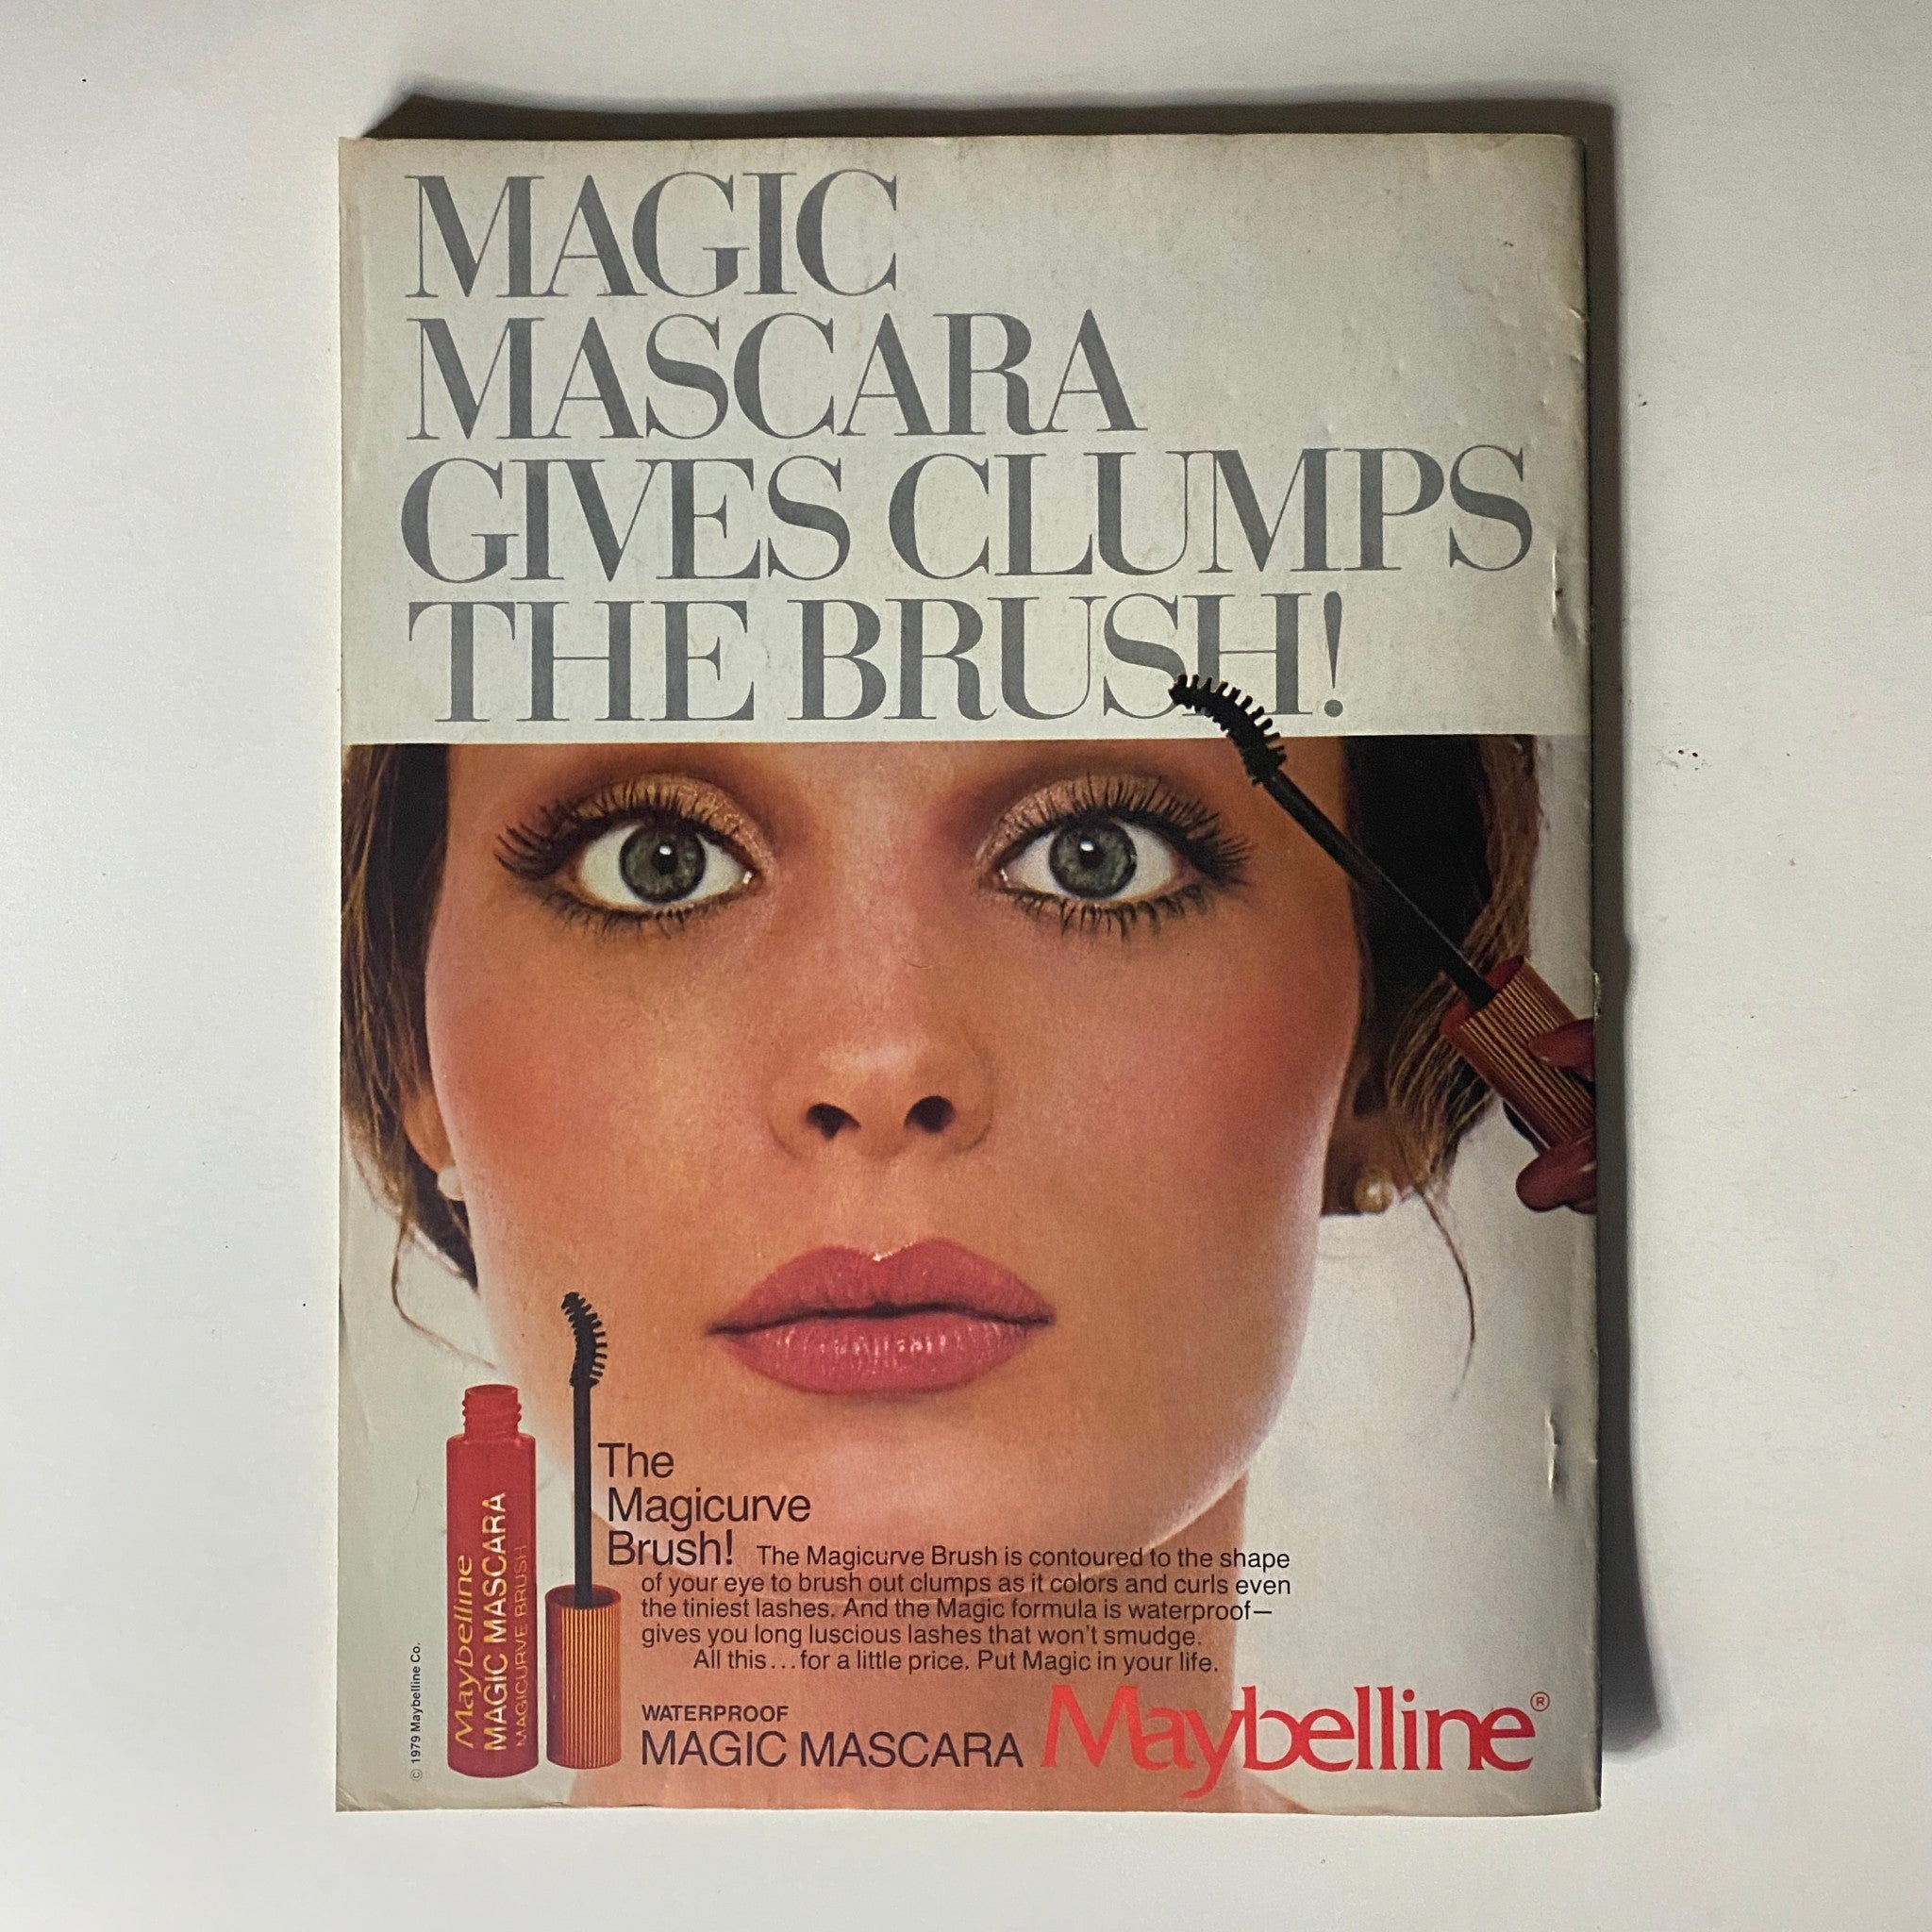 MAGIC
MASCARA
GIVES CLUMPS
THE BRUSH!
The
Magicurve
Brush! The Magicurve Brush is contoured to the shape
of your eye to brush out clumps as it colors and curls even
the tiniest lashes. And the Magic formula is waterproof—
gives you long luscious lashes that won't smudge.
All this...for a little price. Put Magic in your life.
WATERPROOF
MAGIC MASCARA Maybelline®
Maybelline
MAGIC MASCARA
MAGICURVE BRUSH
© 1979 Maybelline Co.